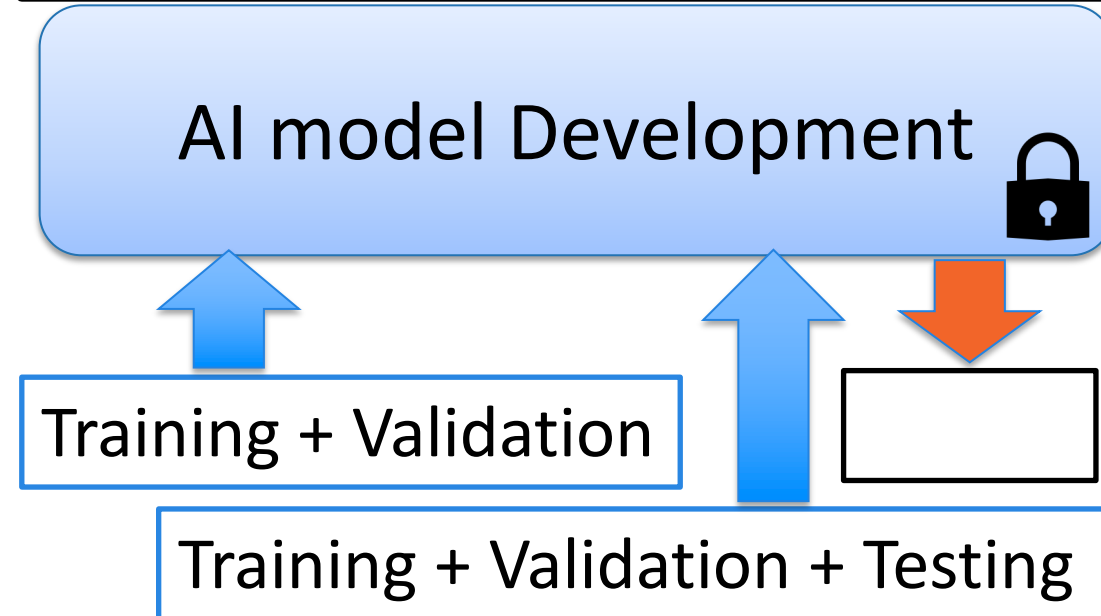 AI model Development
Training + Validation
Training + Validation + Testing